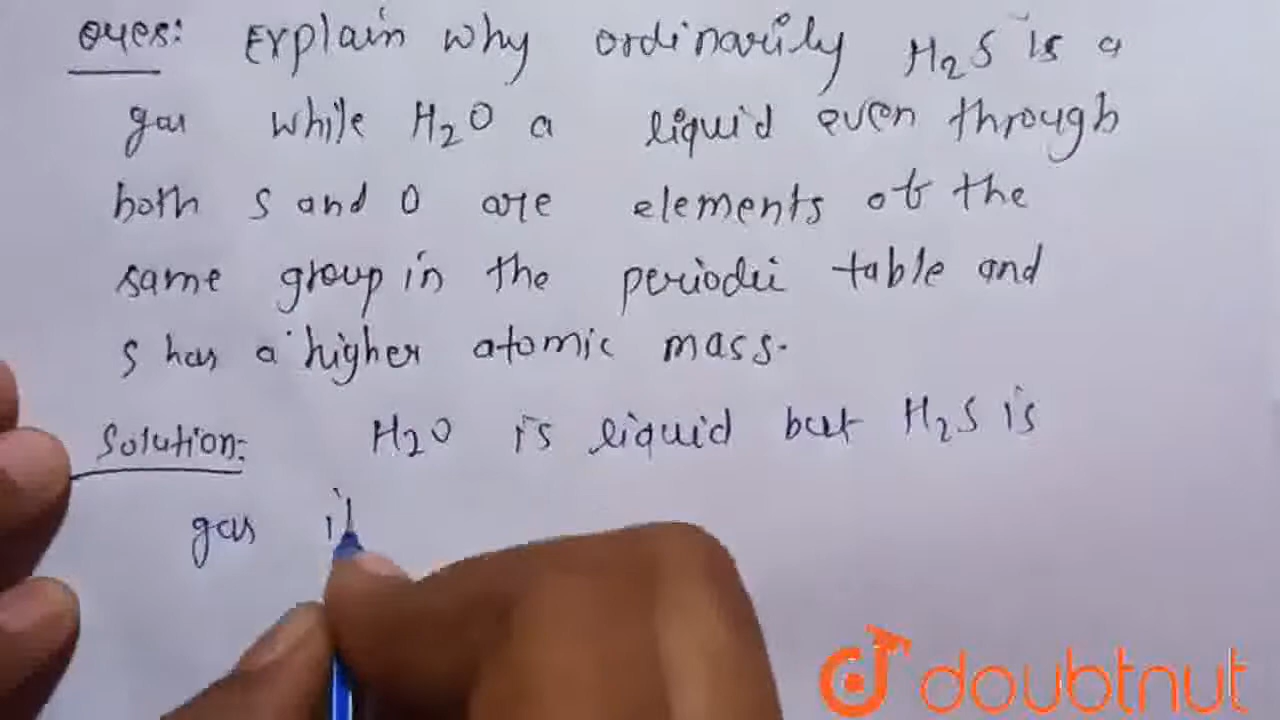 Ques: Explain why ordinarily H2S is a
gas while H2O a liquid even through
both S and O are elements of the
same group in the periodic table and
S has a higher atomic mass.
Solution: H2O is liquid but H2S is
gas
doubtnut